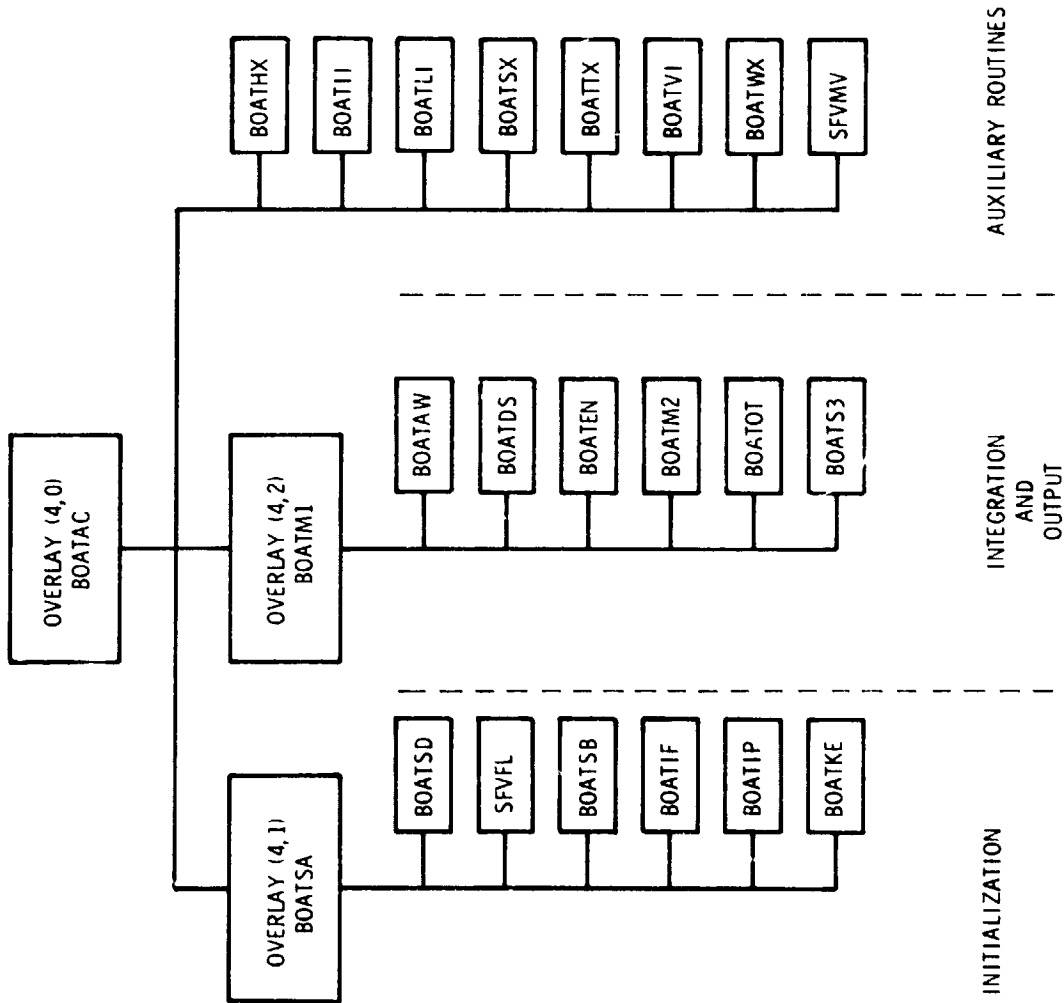 OVERLAY (4,0)
BOATAC
OVERLAY (4,1)
BOATSA
BOATSD
SFVFL
BOATSB
BOATIF
BOATIP
BOATKE
INITIALIZATION
OVERLAY (4,2)
BOATM1
BOATAW
BOATDS
BOATEN
BOATM2
BOATOT
BOATS3
INTEGRATION
AND
OUTPUT
BOATHX
BOATII
BOATLI
BOATSX
BOATTX
BOATVI
BOATWX
SFVMV
AUXILIARY ROUTINES